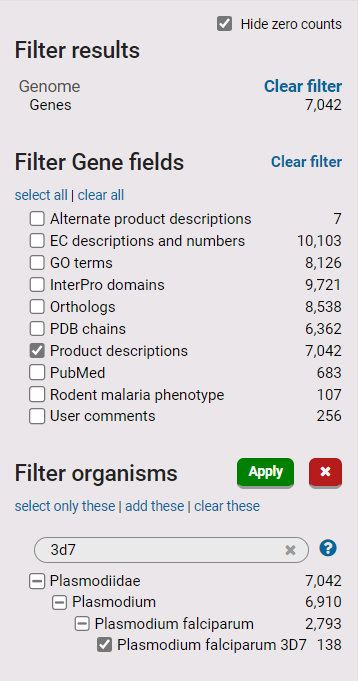 Hide zero counts
Filter results
Genome Clear filter
Genes 7,042
Filter Gene fields Clear filter
select all | clear all
Alternate product descriptions 7
EC descriptions and numbers 10,103
GO terms 8,126
InterPro domains 9,721
Orthologs 8,538
PDB chains 6,362
Product descriptions 7,042
PubMed 683
Rodent malaria phenotype 107
User comments 256
Filter organisms Apply
select only these | add these | clear these
3d7
Plasmodiidae 7,042
Plasmodium 6,910
Plasmodium falciparum 2,793
Plasmodium falciparum 3D7 138